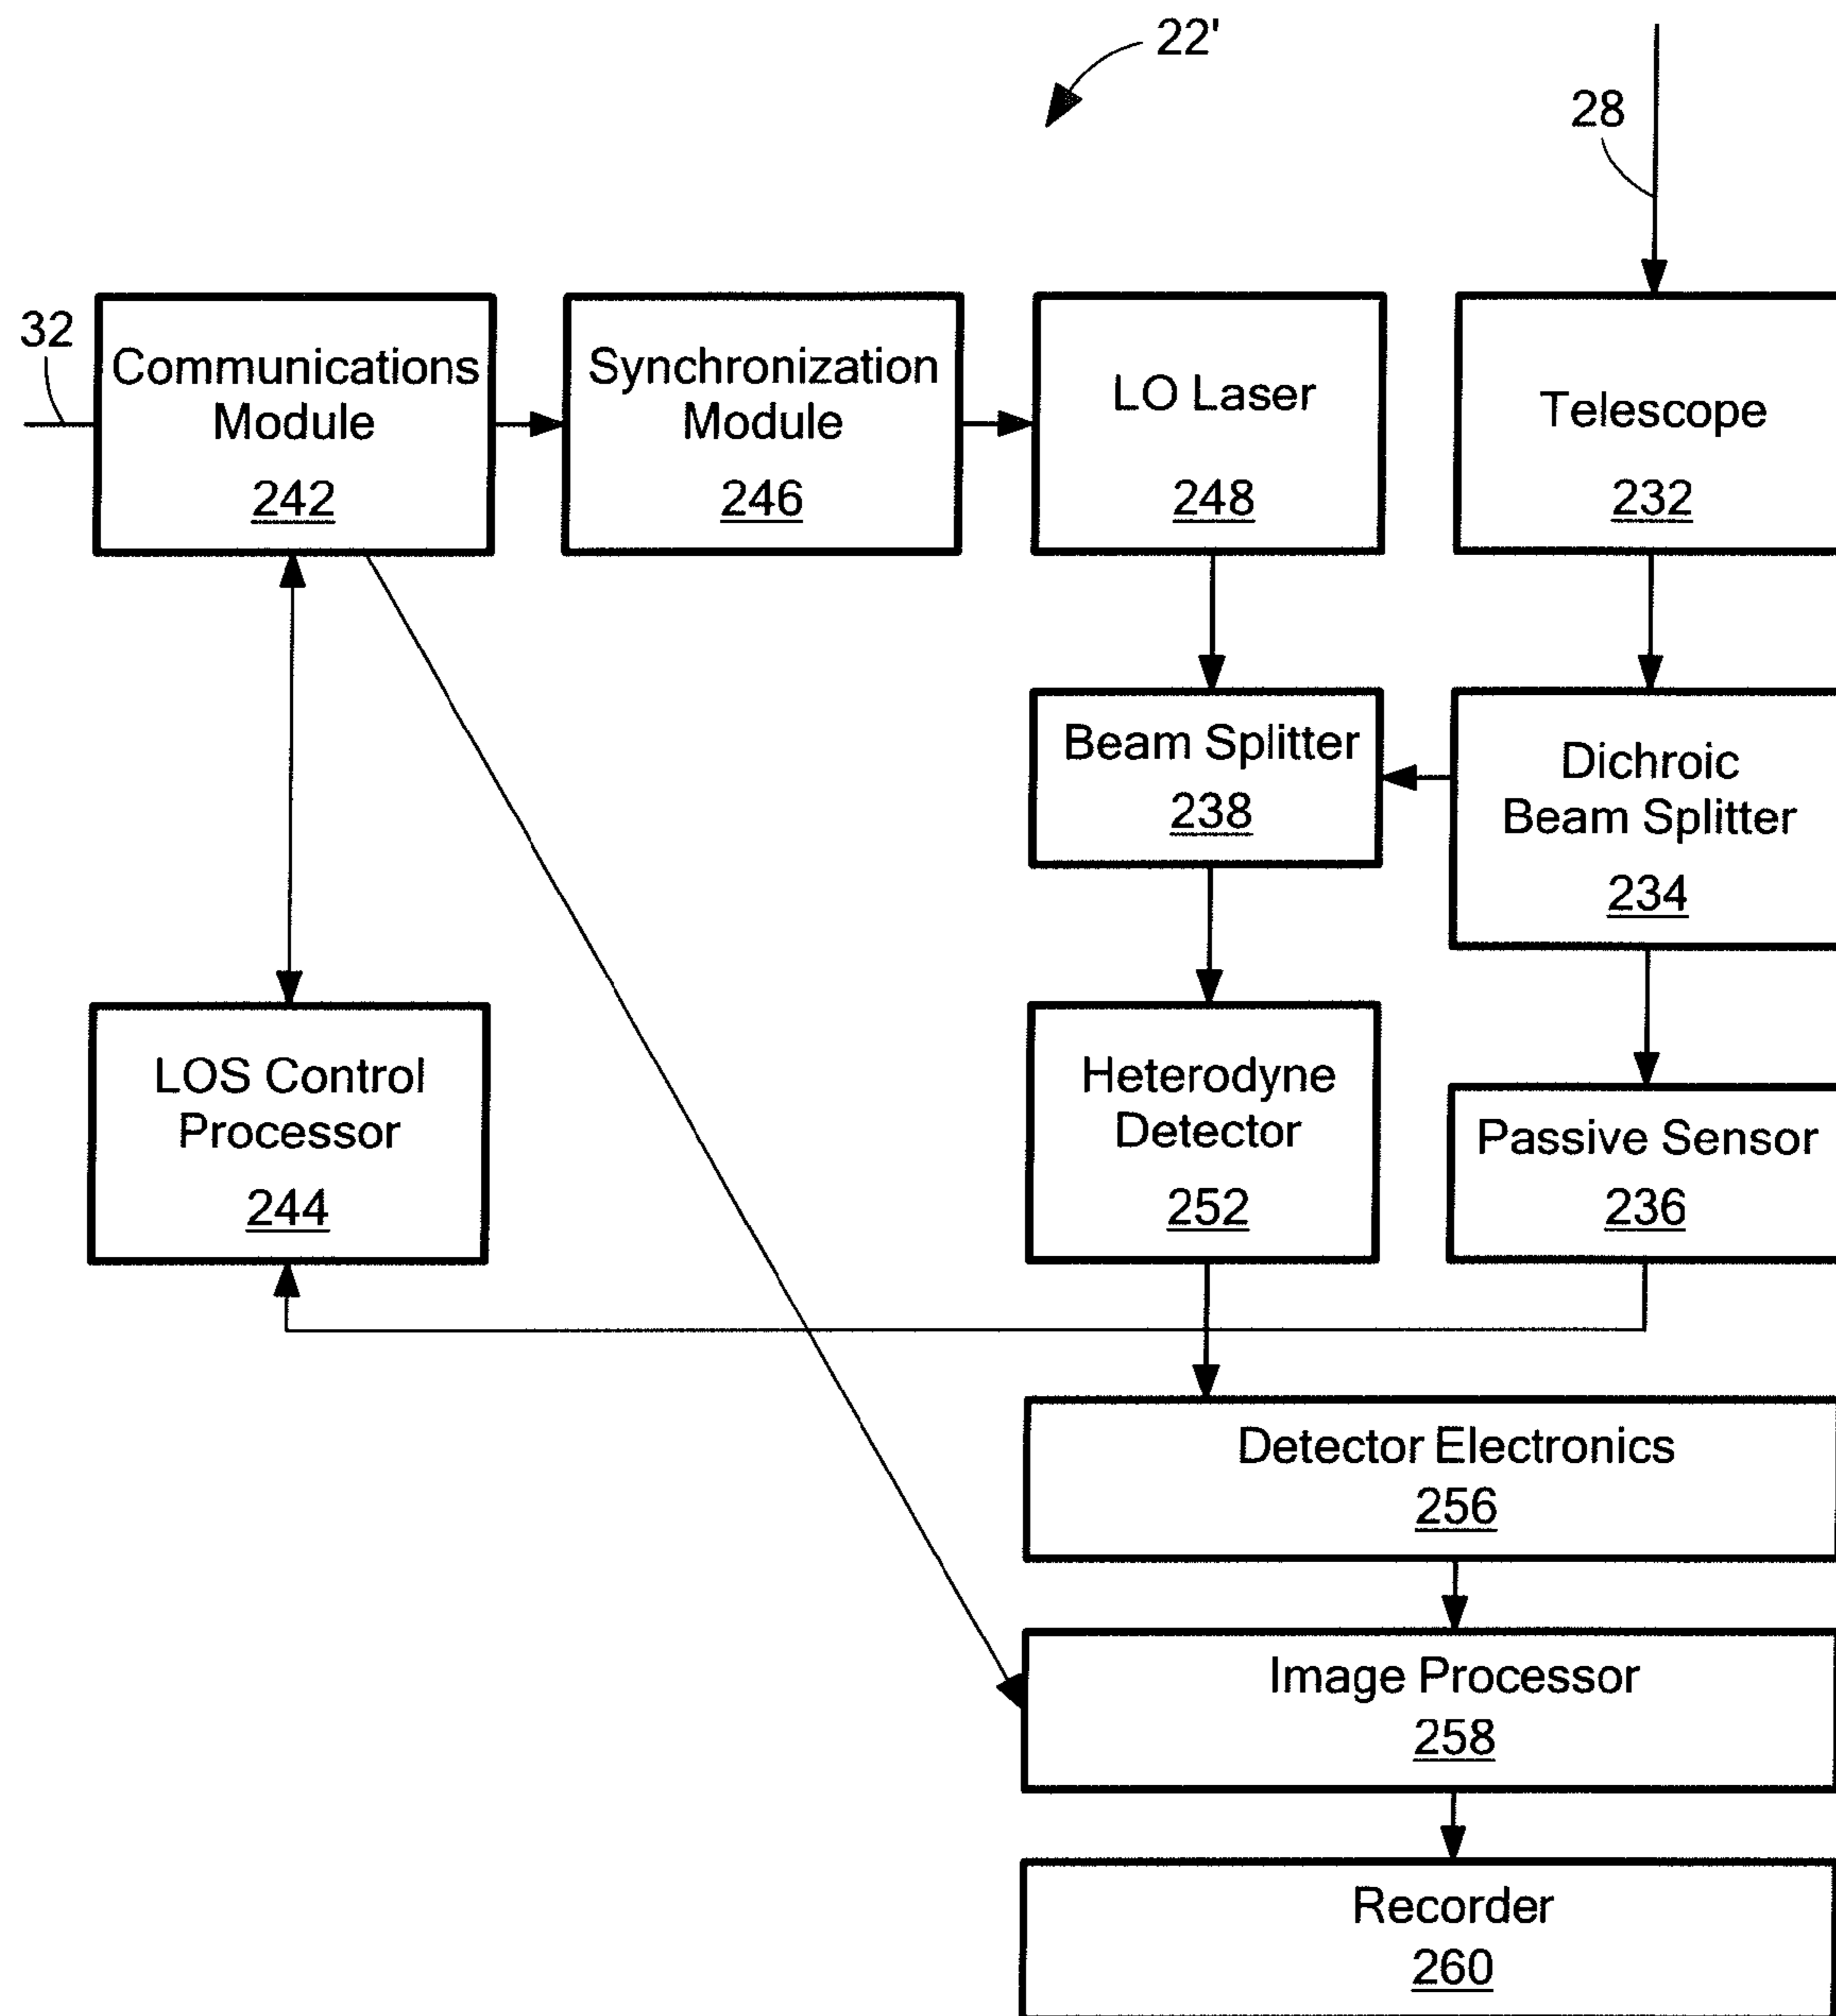 22'
28
32
Communications
Module
242
Synchronization
Module
246
LO Laser
248
Telescope
232
Beam Splitter
238
Dichroic
Beam Splitter
234
LOS Control
Processor
244
Heterodyne
Detector
252
Passive Sensor
236
Detector Electronics
256
Image Processor
258
Recorder
260